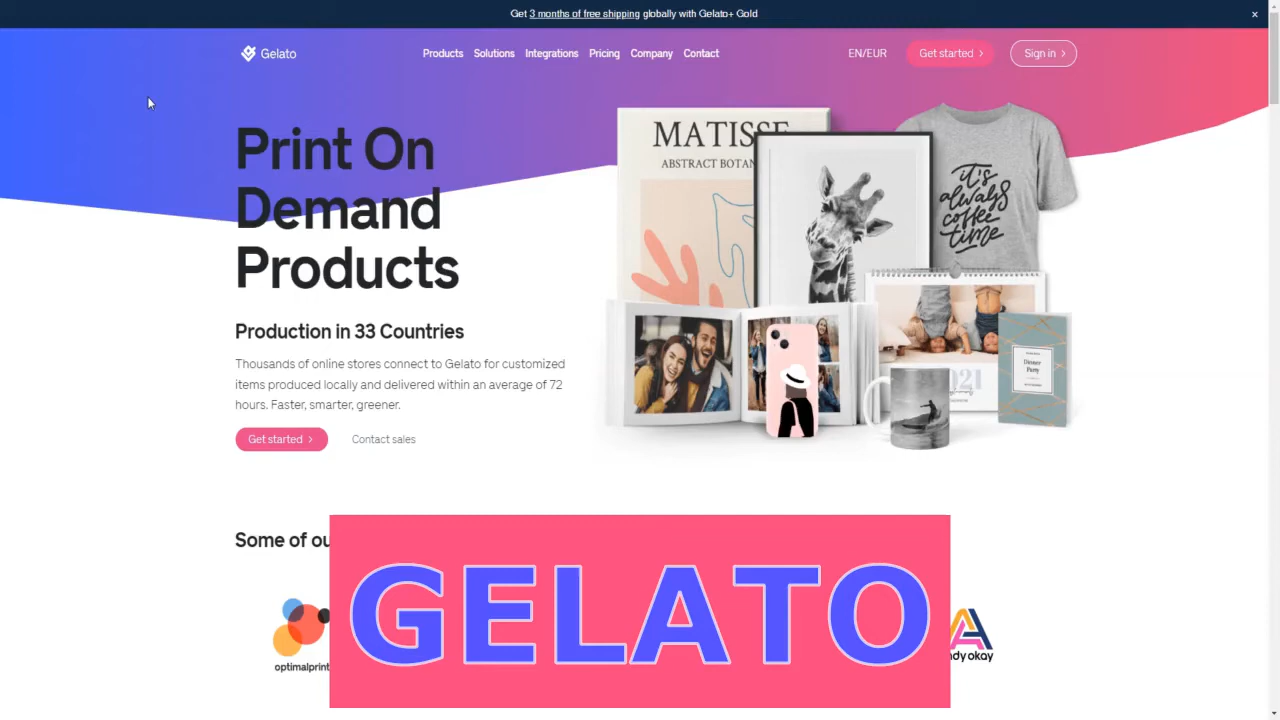 Get 3 months of free shipping globally with Gelato+ Gold
×
Gelato
Products Solutions Integrations Pricing Company Contact
EN/EUR
Get started
Sign in
Print On
Demand
Products
MATISSE
ABSTRACT BOTAN
it's
always
coffee
time
Production in 33 Countries
Thousands of online stores connect to Gelato for customized
items produced locally and delivered within an average of 72
hours. Faster, smarter, greener.
Get started
Contact sales
Dinner
Party
Some of ou
GELATO
optimalprint
ndy okay